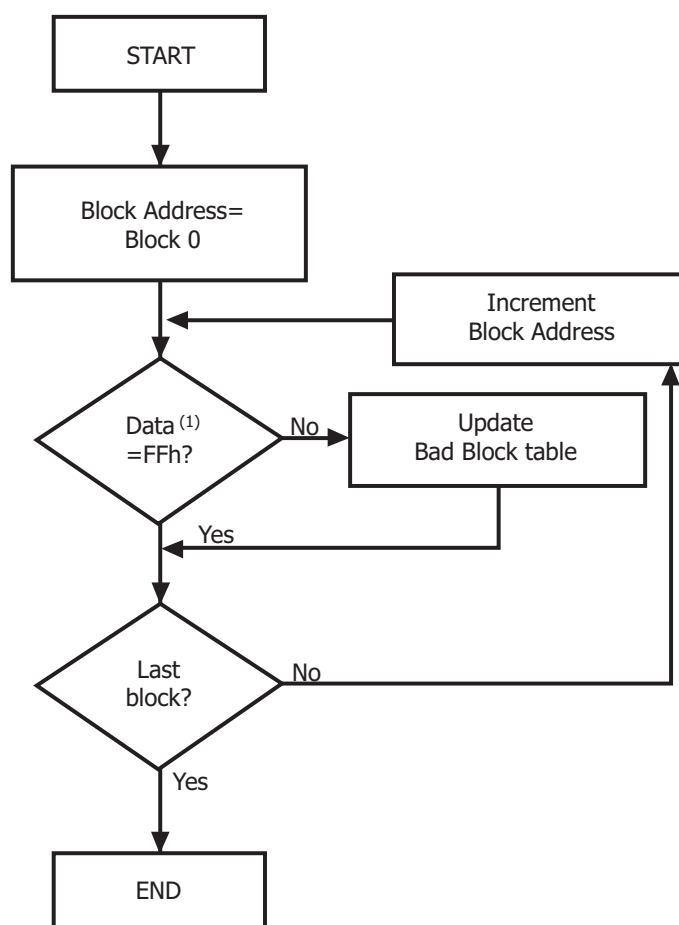 START
Block Address=
Block 0
Increment
Block Address
Data (1)
=FFh?
No
Update
Bad Block table
Yes
Last
block?
No
Yes
END